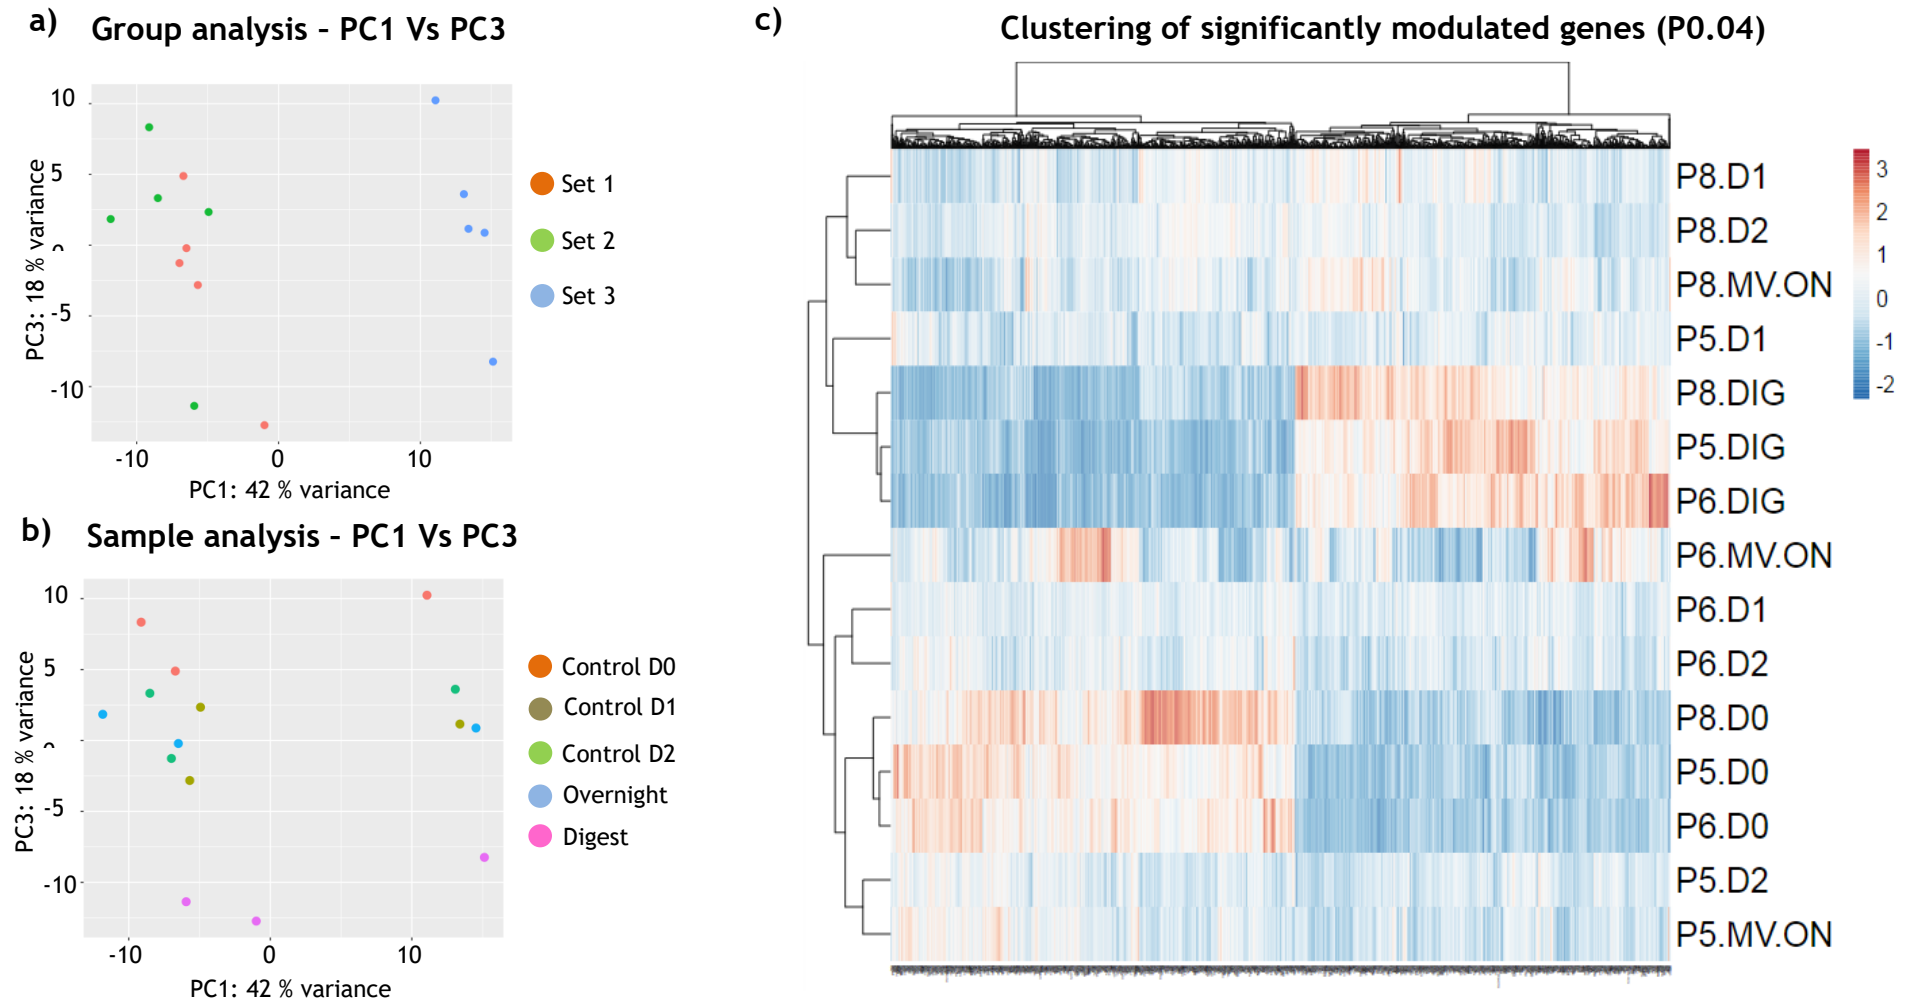 a)
Group analysis – PC1 Vs PC3
10
5
0
-5
-10
PC3: 18 % variance
-10
0
10
PC1: 42 % variance
Set 1
Set 2
Set 3
b)
Sample analysis – PC1 Vs PC3
10
5
0
-5
-10
PC3: 18 % variance
-10
0
10
PC1: 42 % variance
Control D0
Control D1
Control D2
Overnight
Digest
c)
Clustering of significantly modulated genes (P0.04)
P8.D1
P8.D2
P8.MV.ON
P5.D1
P8.DIG
P5.DIG
P6.DIG
P6.MV.ON
P6.D1
P6.D2
P8.D0
P5.D0
P6.D0
P5.D2
P5.MV.ON
3
2
1
0
-1
-2